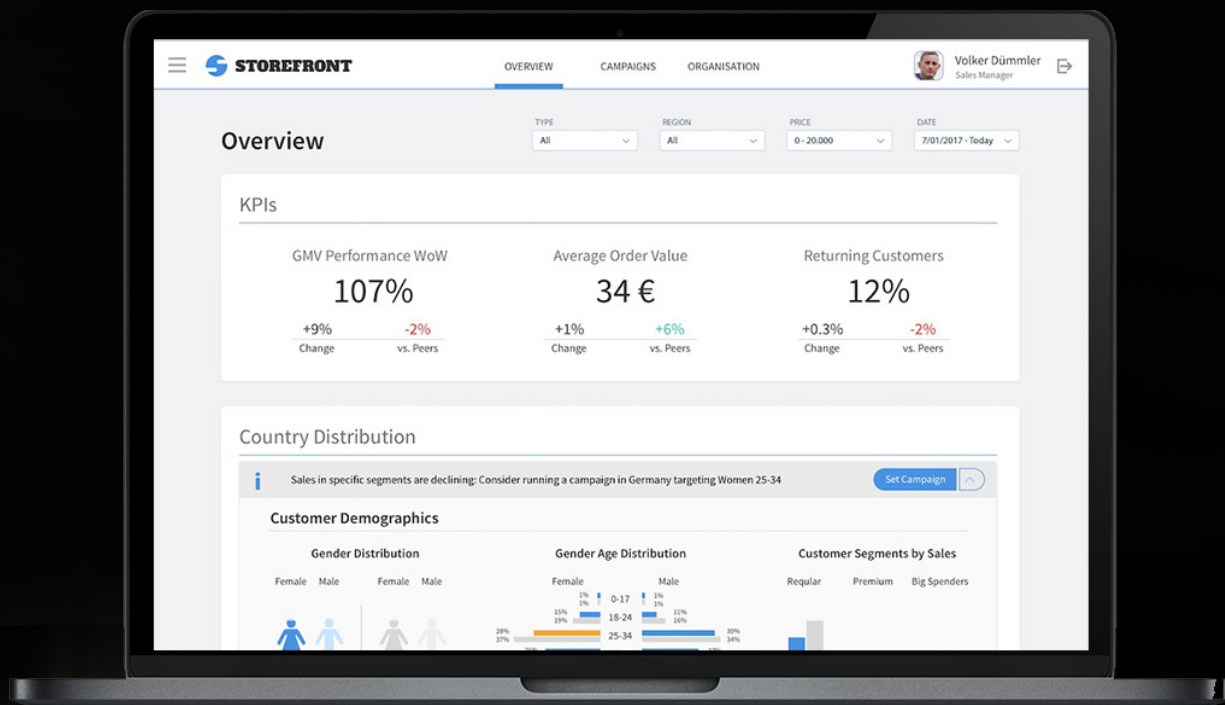 STOREFRONT
OVERVIEW CAMPAIGNS ORGANISATION
Volker Dümmler
Sales Manager
Overview
TYPE REGION PRICE DATE
All All 0 - 20.000 7/01/2017 - Today
KPIs
GMV Performance WoW Average Order Value Returning Customers
107% 34 € 12%
+9% -2% +1% +6% +0.3% -2%
Change vs. Peers Change vs. Peers Change vs. Peers
Country Distribution
Sales in specific segments are declining: Consider running a campaign in Germany targeting Women 25-34
Set Campaign
Customer Demographics
Gender Distribution Gender Age Distribution Customer Segments by Sales
Female Male Female Male Female Male Reqular Premium Big Spenders
1% 0-17 1%
1% 1%
15% 18-24 11%
19% 16%
28% 25-34 30%
37% 34%